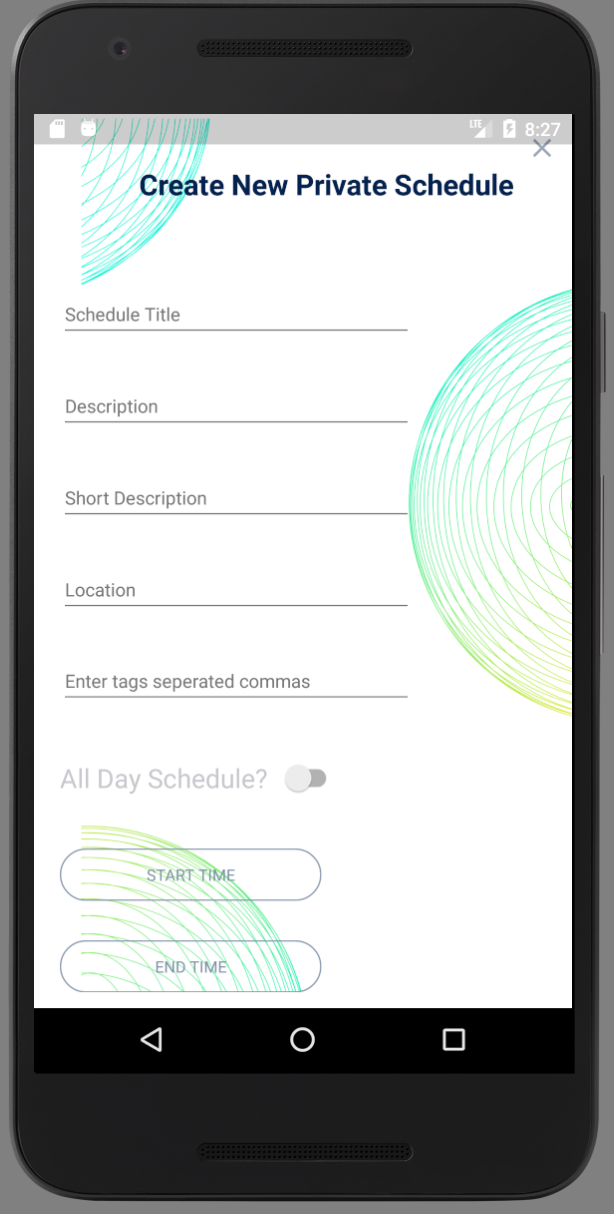 LTE 8:27
Create New Private Schedule
Schedule Title
Description
Short Description
Location
Enter tags seperated commas
All Day Schedule?
START TIME
END TIME